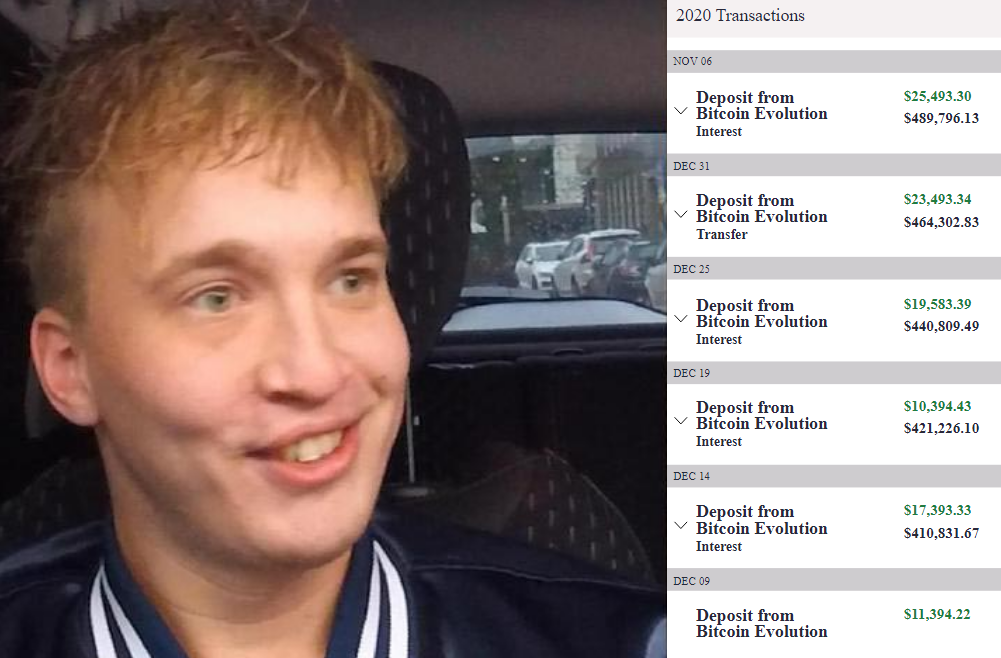 2020 Transactions
NOV 06
Deposit from
Bitcoin Evolution
Interest
$25,493.30
$489,796.13
DEC 31
Deposit from
Bitcoin Evolution
Transfer
$23,493.34
$464,302.83
DEC 25
Deposit from
Bitcoin Evolution
Interest
$19,583.39
$440,809.49
DEC 19
Deposit from
Bitcoin Evolution
Interest
$10,394.43
$421,226.10
DEC 14
Deposit from
Bitcoin Evolution
Interest
$17,393.33
$410,831.67
DEC 09
Deposit from
Bitcoin Evolution
$11,394.22